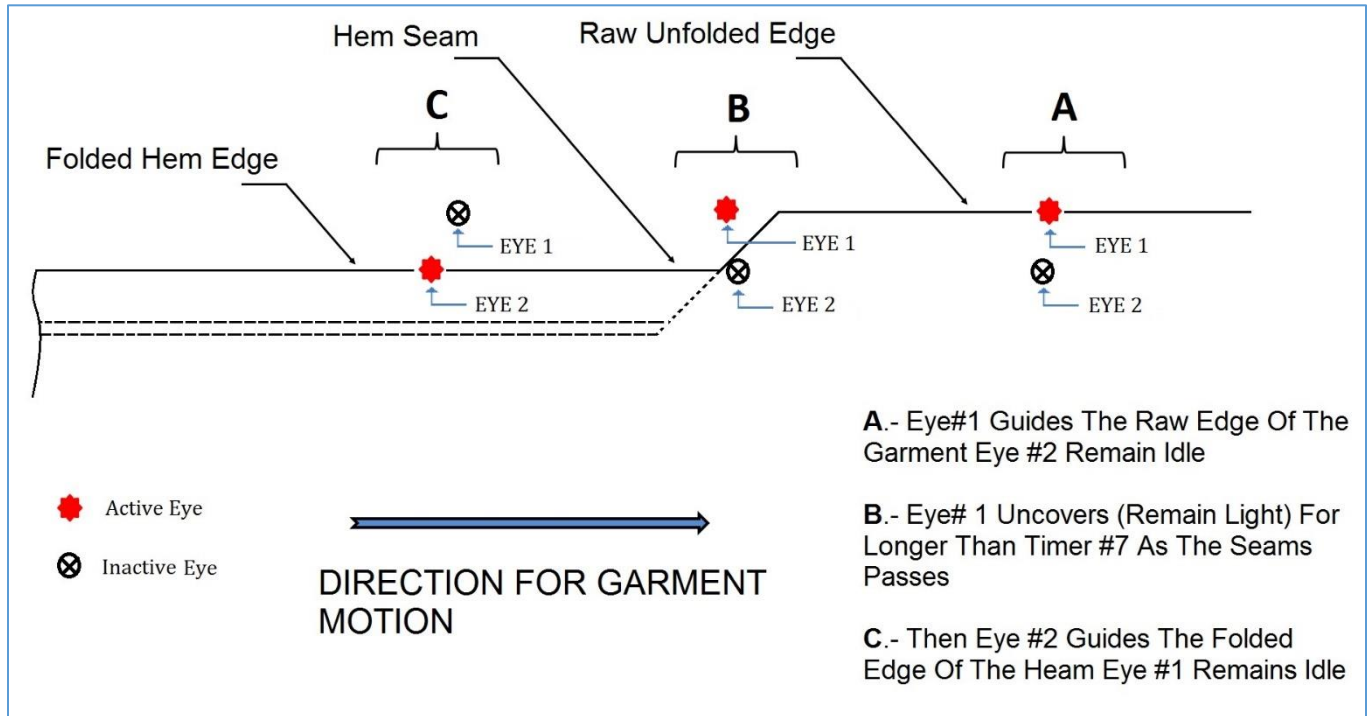 Hem Seam
Raw Unfolded Edge
C
B
A
Folded Hem Edge
EYE 1
EYE 1
EYE 1
EYE 2
EYE 2
EYE 2
A.- Eye#1 Guides The Raw Edge Of The
Garment Eye #2 Remain Idle
Active Eye
B.- Eye# 1 Uncovers (Remain Light) For
Longer Than Timer #7 As The Seams
Passes
Inactive Eye
DIRECTION FOR GARMENT
MOTION
C.- Then Eye #2 Guides The Folded
Edge Of The Heam Eye #1 Remains Idle